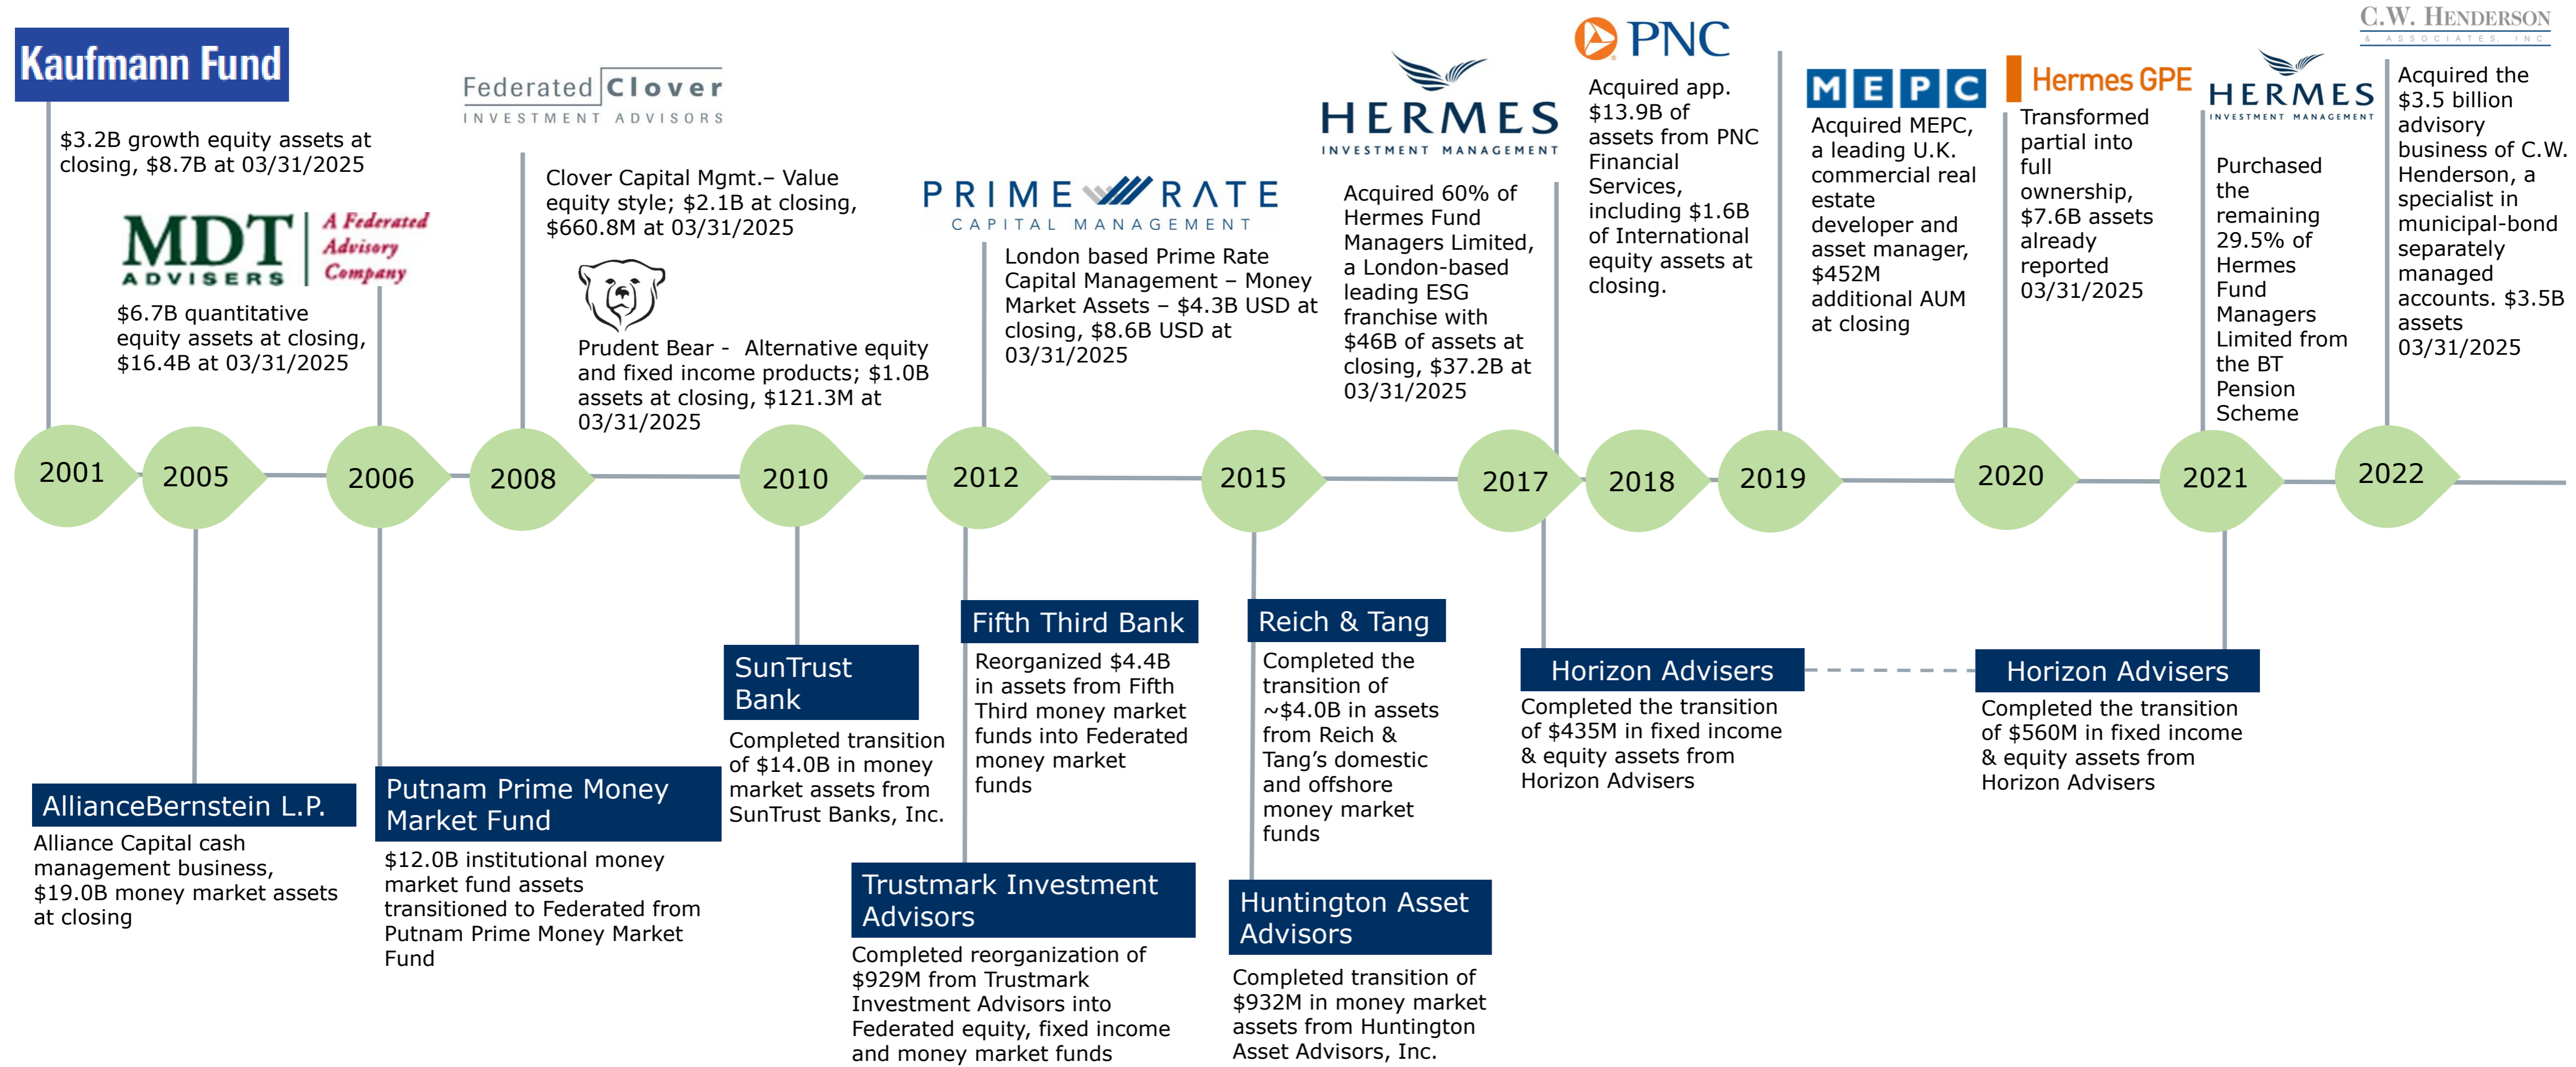 Kaufmann Fund
$3.2B growth equity assets at
closing, $8.7B at 03/31/2025
MDT
ADVISERS
A Federated
Advisory
Company
$6.7B quantitative
equity assets at closing,
$16.4B at 03/31/2025
Federated Clover
INVESTMENT ADVISORS
Clover Capital Mgmt.– Value
equity style; $2.1B at closing,
$660.8M at 03/31/2025
Prudent Bear - Alternative equity
and fixed income products; $1.0B
assets at closing, $121.3M at
03/31/2025
PRIME RATE
CAPITAL MANAGEMENT
London based Prime Rate
Capital Management – Money
Market Assets – $4.3B USD at
closing, $8.6B USD at
03/31/2025
HERMES
INVESTMENT MANAGEMENT
Acquired 60% of
Hermes Fund
Managers Limited,
a London-based
leading ESG
franchise with
$46B of assets at
closing, $37.2B at
03/31/2025
PNC
Acquired app.
$13.9B of
assets from PNC
Financial
Services,
including $1.6B
of International
equity assets at
closing.
MEPC
Acquired MEPC,
a leading U.K.
commercial real
estate
developer and
asset manager,
$452M
additional AUM
at closing
Hermes GPE
Transformed
partial into
full
ownership,
$7.6B assets
already
reported
03/31/2025
HERMES
INVESTMENT MANAGEMENT
Purchased
the
remaining
29.5% of
Hermes
Fund
Managers
Limited from
the BT
Pension
Scheme
C.W. HENDERSON
& ASSOCIATES, INC.
Acquired the
$3.5 billion
advisory
business of C.W.
Henderson, a
specialist in
municipal-bond
separately
managed
accounts. $3.5B
assets
03/31/2025
2001
2005
2006
2008
2010
2012
2015
2017
2018
2019
2020
2021
2022
AllianceBernstein L.P.
Alliance Capital cash
management business,
$19.0B money market assets
at closing
Putnam Prime Money
Market Fund
$12.0B institutional money
market fund assets
transitioned to Federated from
Putnam Prime Money Market
Fund
SunTrust
Bank
Completed transition
of $14.0B in money
market assets from
SunTrust Banks, Inc.
Fifth Third Bank
Reorganized $4.4B
in assets from Fifth
Third money market
funds into Federated
money market
funds
Trustmark Investment
Advisors
Completed reorganization of
$929M from Trustmark
Investment Advisors into
Federated equity, fixed income
and money market funds
Reich & Tang
Completed the
transition of
~$4.0B in assets
from Reich &
Tang’s domestic
and offshore
money market
funds
Huntington Asset
Advisors
Completed transition of
$932M in money market
assets from Huntington
Asset Advisors, Inc.
Horizon Advisers
Completed the transition
of $435M in fixed income
& equity assets from
Horizon Advisers
Horizon Advisers
Completed the transition
of $560M in fixed income
& equity assets from
Horizon Advisers